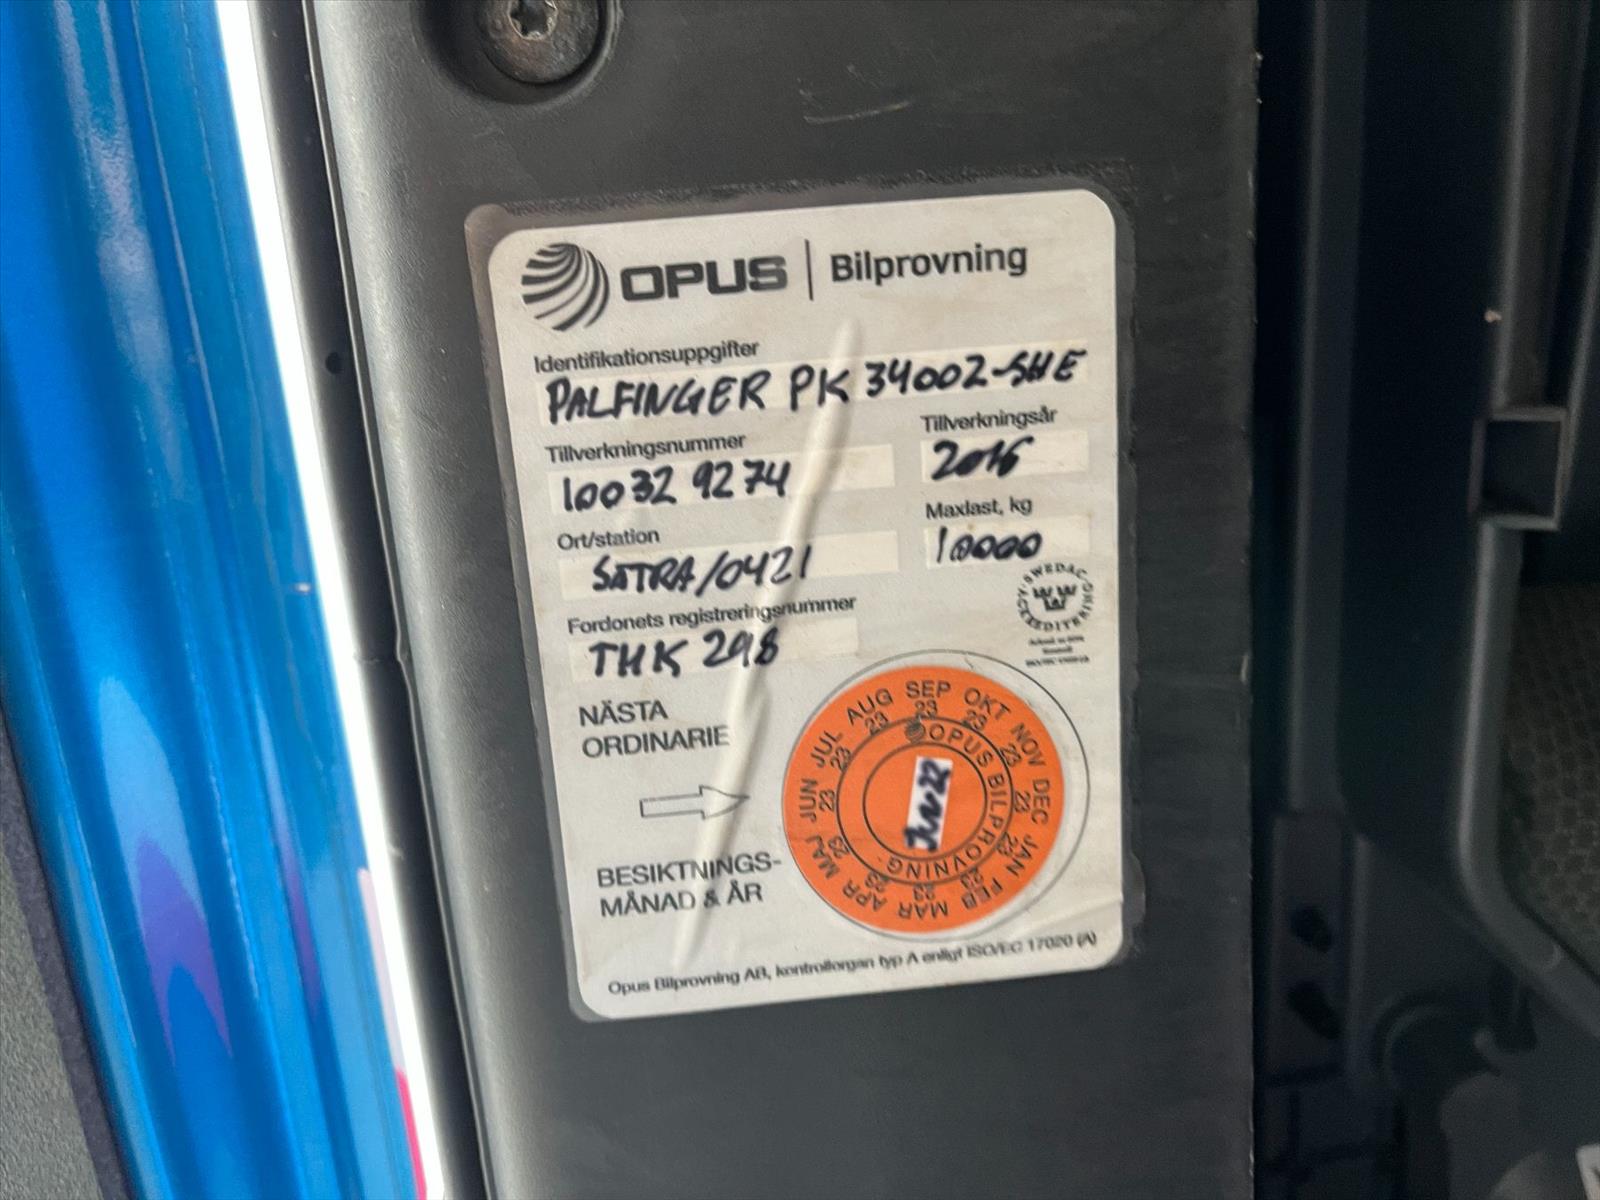 OPUS | Bilprovning
Identifikationsuppgifter
PALFINGER PK 34002-SHE
Tillverkningsnummer
Tillverkningsår
100329274
2016
Ort/station
Maxlast, kg
SÄTRA/0421
10000
SWEDAC ACKREDITERING
Fordonets registreringsnummer
THK 298
NÄSTA
ORDINARIE
BESIKTNINGS-
MÅNAD & ÅR
JAN 23 FEB 23 MAR 23 APR 23 MAJ 23 JUN 23 JUL 23 AUG 23 SEP 23 OKT 23 NOV 23 DEC 23
OPUS BILPROVNING
Opus Bilprovning AB, kontrollorgan typ A enligt ISO/IEC 17020 (A)